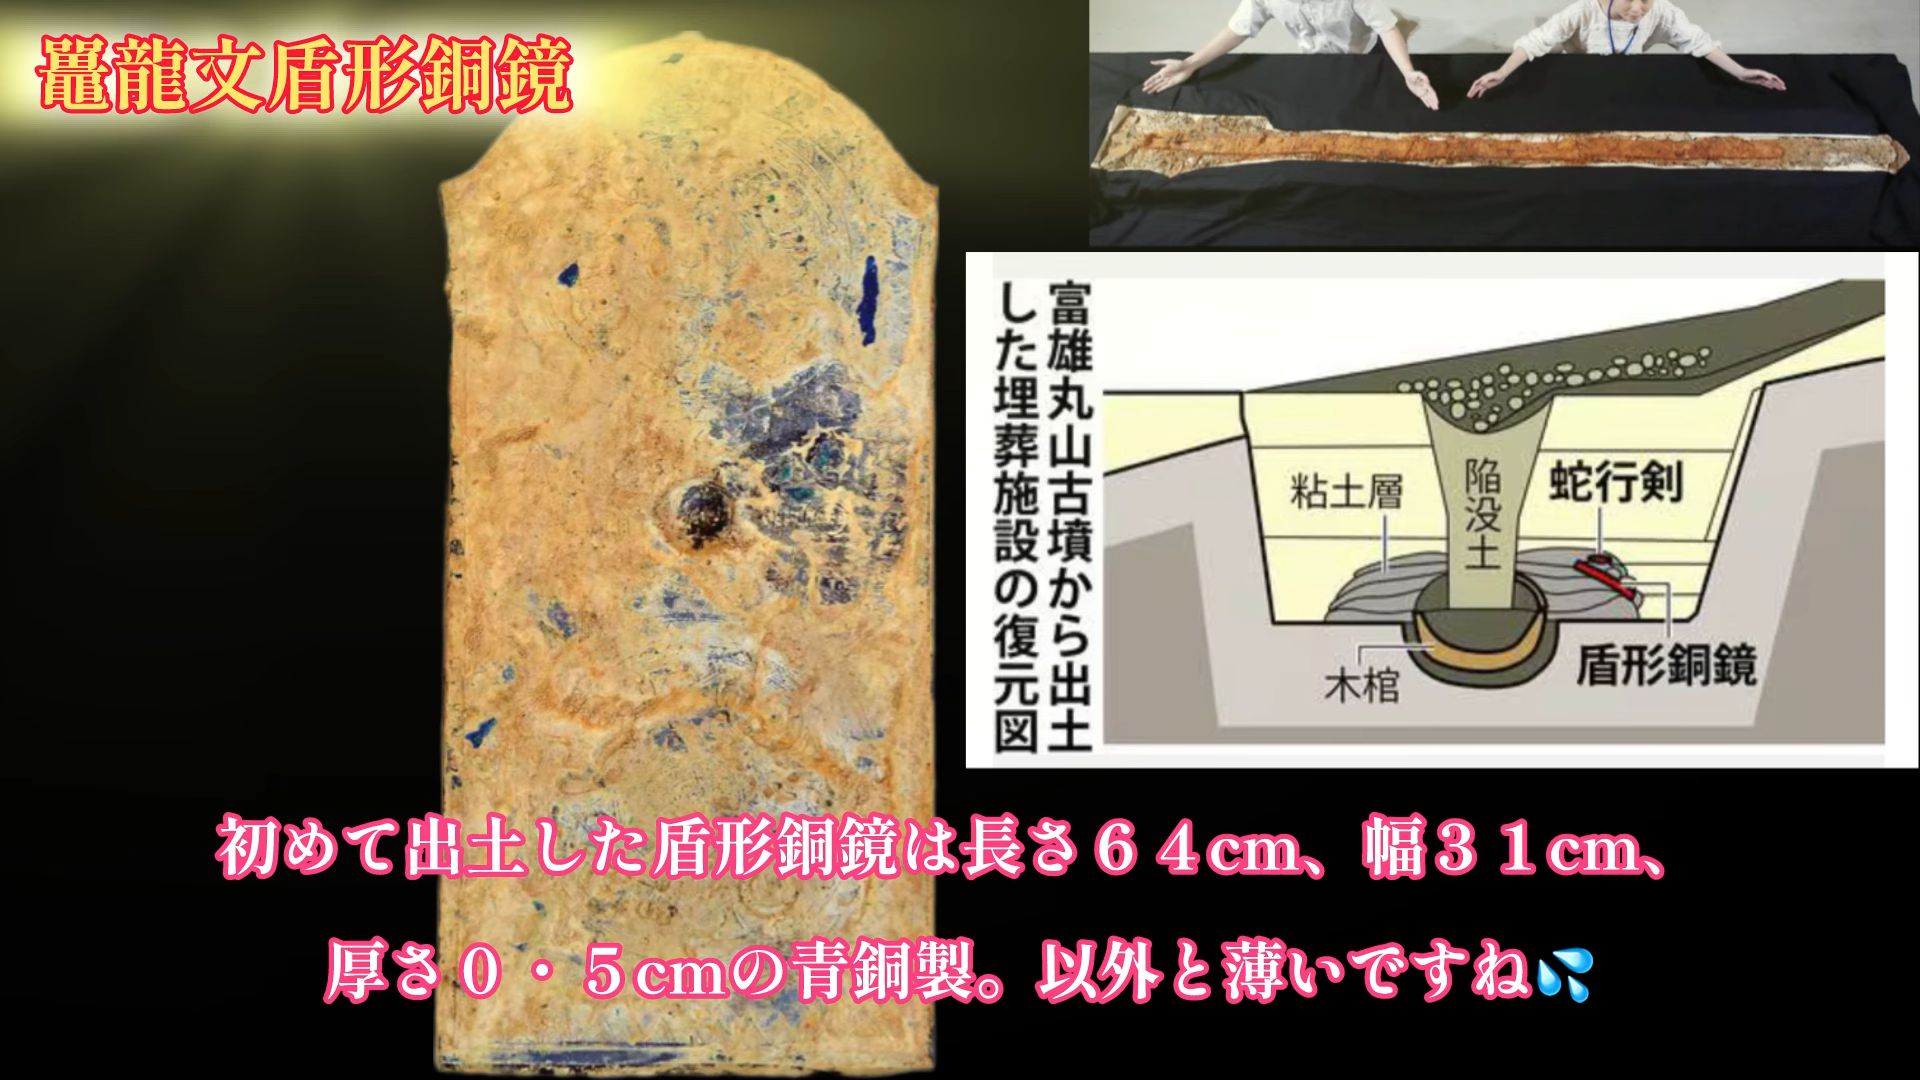 鼉龍文盾形銅鏡
富雄丸山古墳から出土
した埋葬施設の復元図
粘土層
陥没土
蛇行剣
木棺
盾形銅鏡
初めて出土した盾形銅鏡は長さ６４cm、幅３１cm、
厚さ０・５cmの青銅製。以外と薄いですね💦